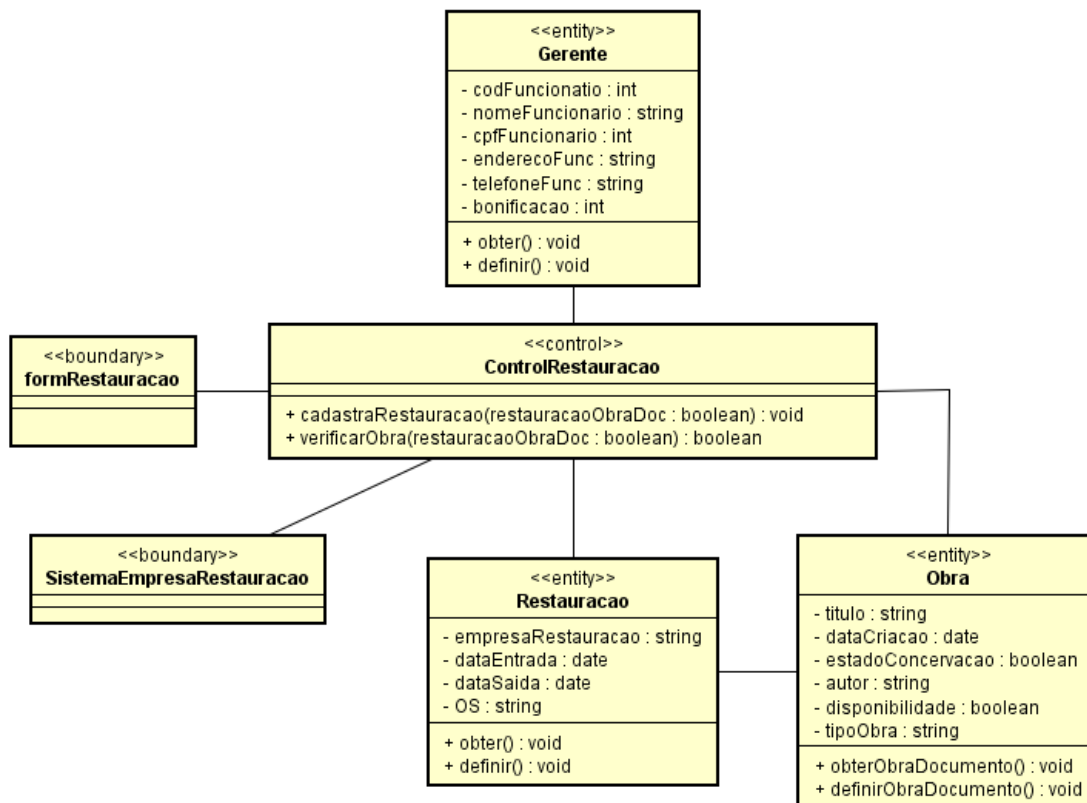 <<entity>>
Gerente
- codFuncionatio : int
- nomeFuncionario : string
- cpfFuncionario : int
- enderecoFunc : string
- telefoneFunc : string
- bonificacao : int
+ obter() : void
+ definir() : void
<<boundary>>
formRestauracao
<<control>>
ControlRestauracao
+ cadastraRestauracao(restauracaoObraDoc : boolean) : void
+ verificarObra(restauracaoObraDoc : boolean) : boolean
<<boundary>>
SistemaEmpresaRestauracao
<<entity>>
Restauracao
- empresaRestauracao : string
- dataEntrada : date
- dataSaida : date
- OS : string
+ obter() : void
+ definir() : void
<<entity>>
Obra
- titulo : string
- dataCriacao : date
- estadoConcervacao : boolean
- autor : string
- disponibilidade : boolean
- tipoObra : string
+ obterObraDocumento() : void
+ definirObraDocumento() : void